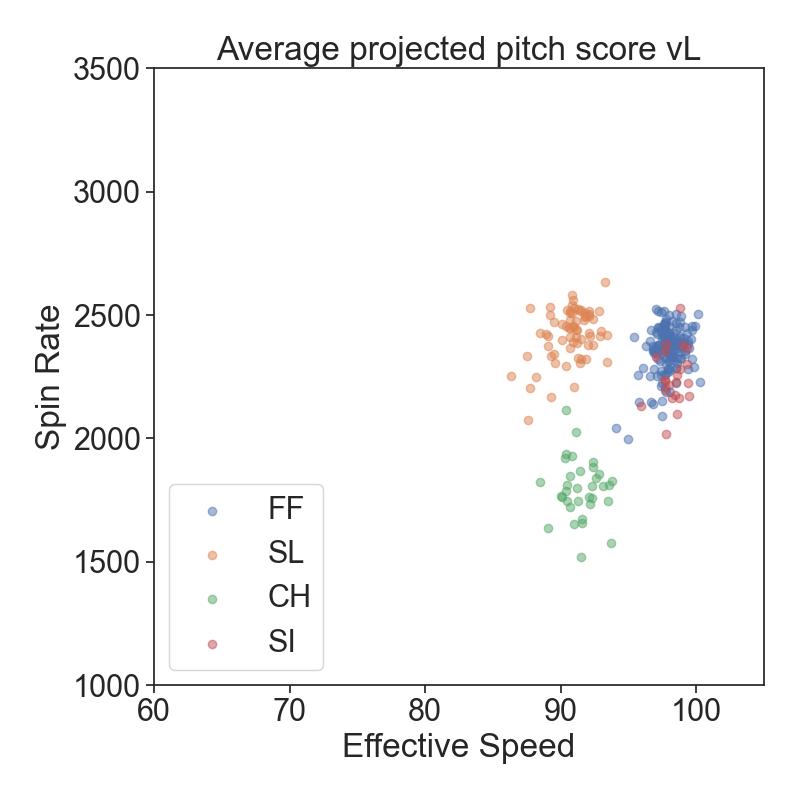 Average projected pitch score vL
3500
3000
2500
2000
1500
1000
Spin Rate
FF
SL
CH
SI
60 70 80 90 100
Effective Speed